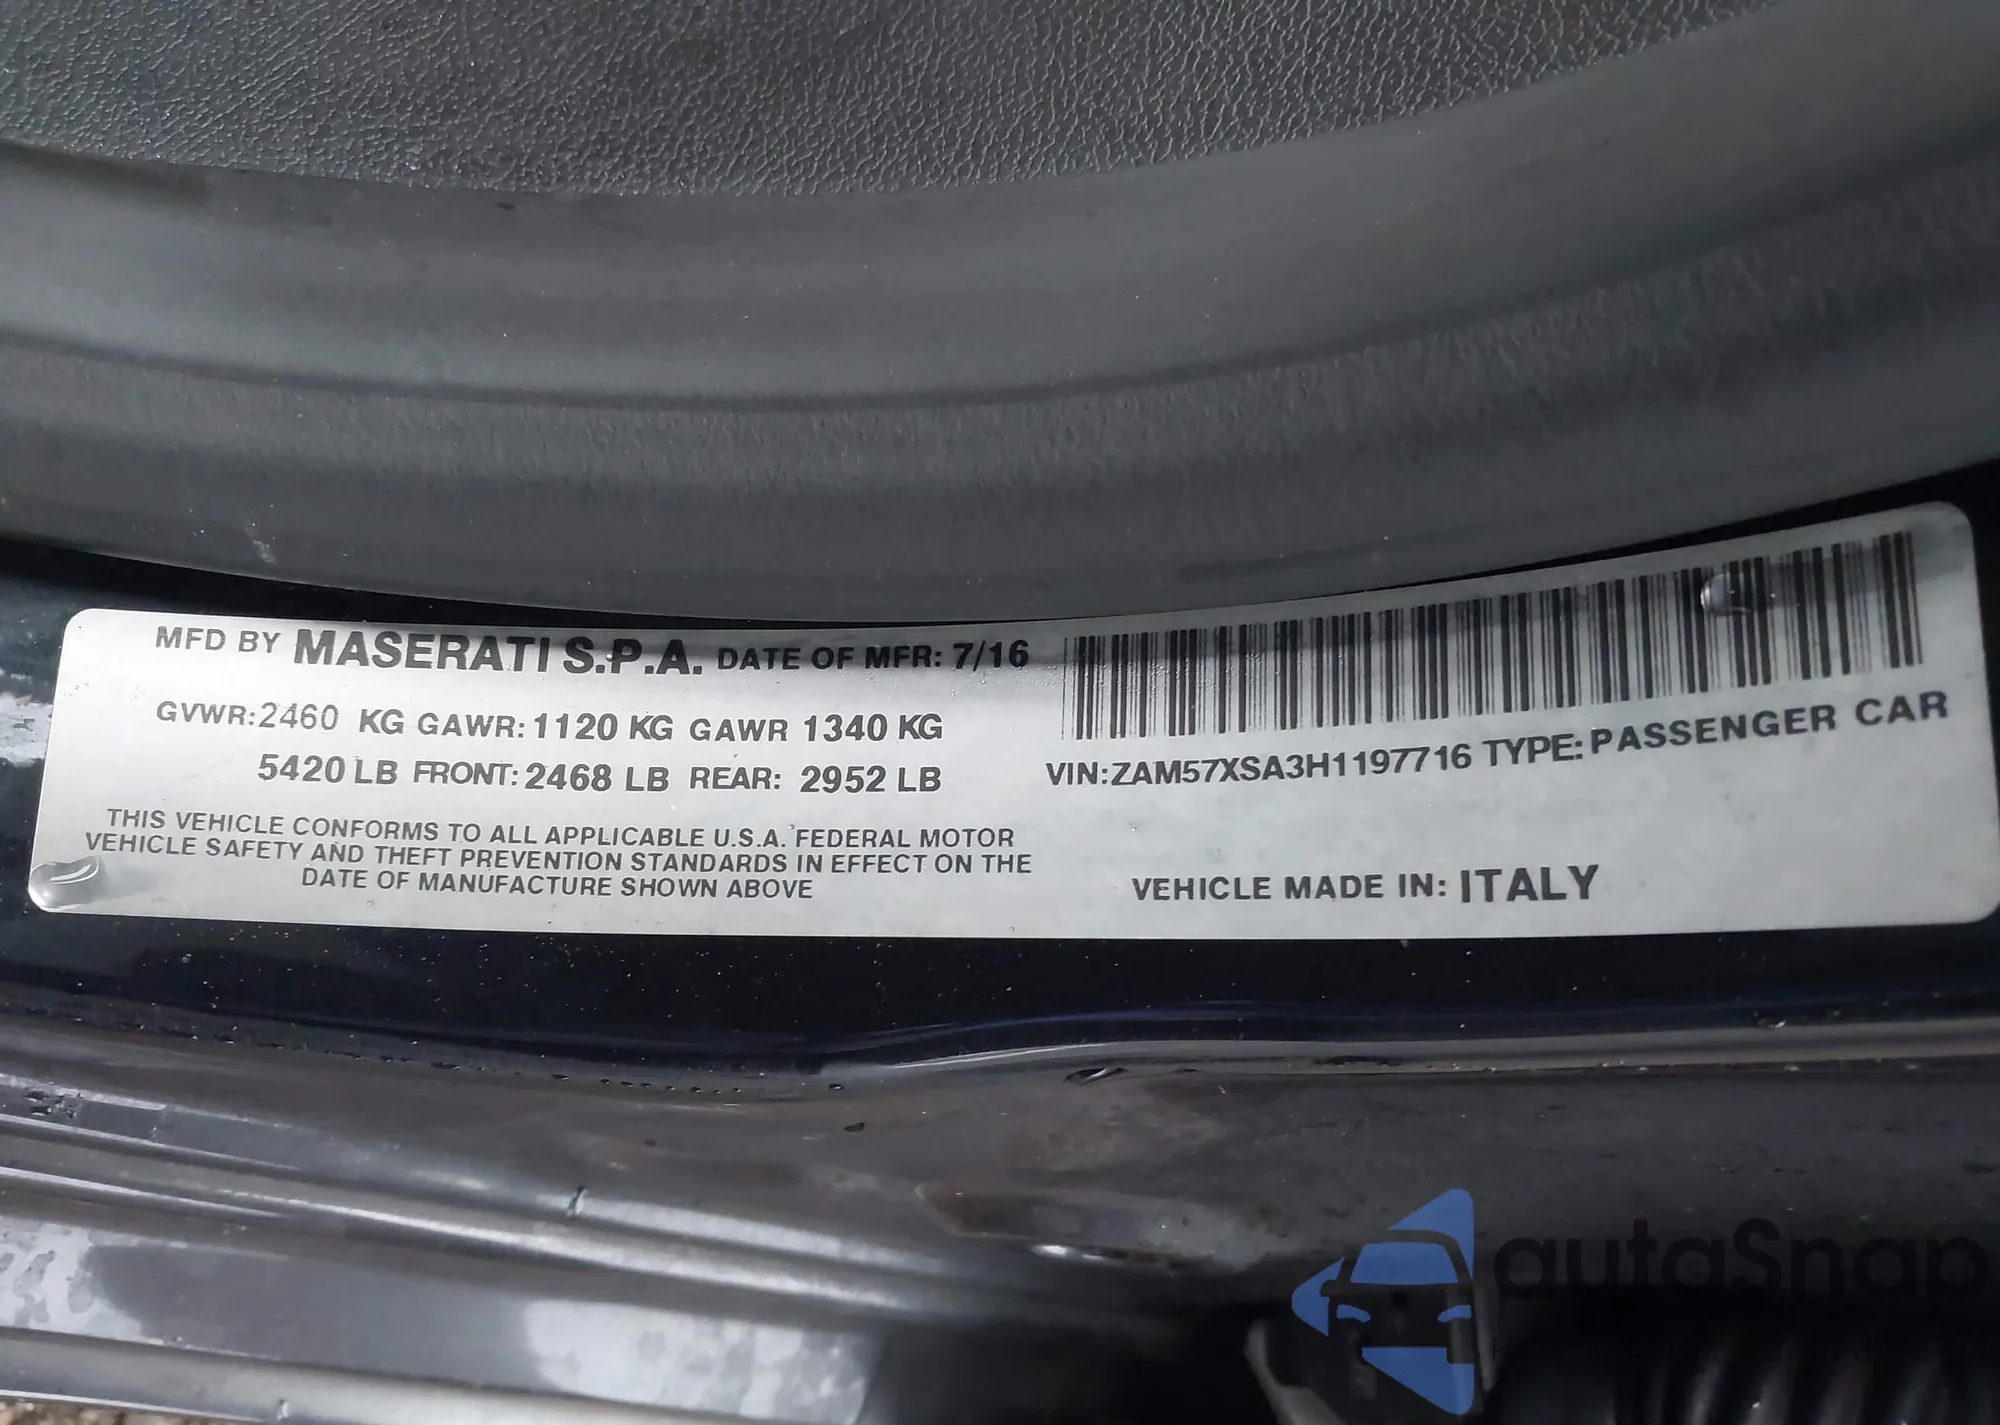 MFD BY MASERATI S.P.A. DATE OF MFR: 7/16
GVWR:2460 KG GAWR: 1120 KG GAWR 1340 KG
5420 LB FRONT: 2468 LB REAR: 2952 LB
THIS VEHICLE CONFORMS TO ALL APPLICABLE U.S.A. FEDERAL MOTOR
VEHICLE SAFETY AND THEFT PREVENTION STANDARDS IN EFFECT ON THE
DATE OF MANUFACTURE SHOWN ABOVE
VIN:ZAM57XSA3H1197716 TYPE:PASSENGER CAR
VEHICLE MADE IN: ITALY
autoSnap